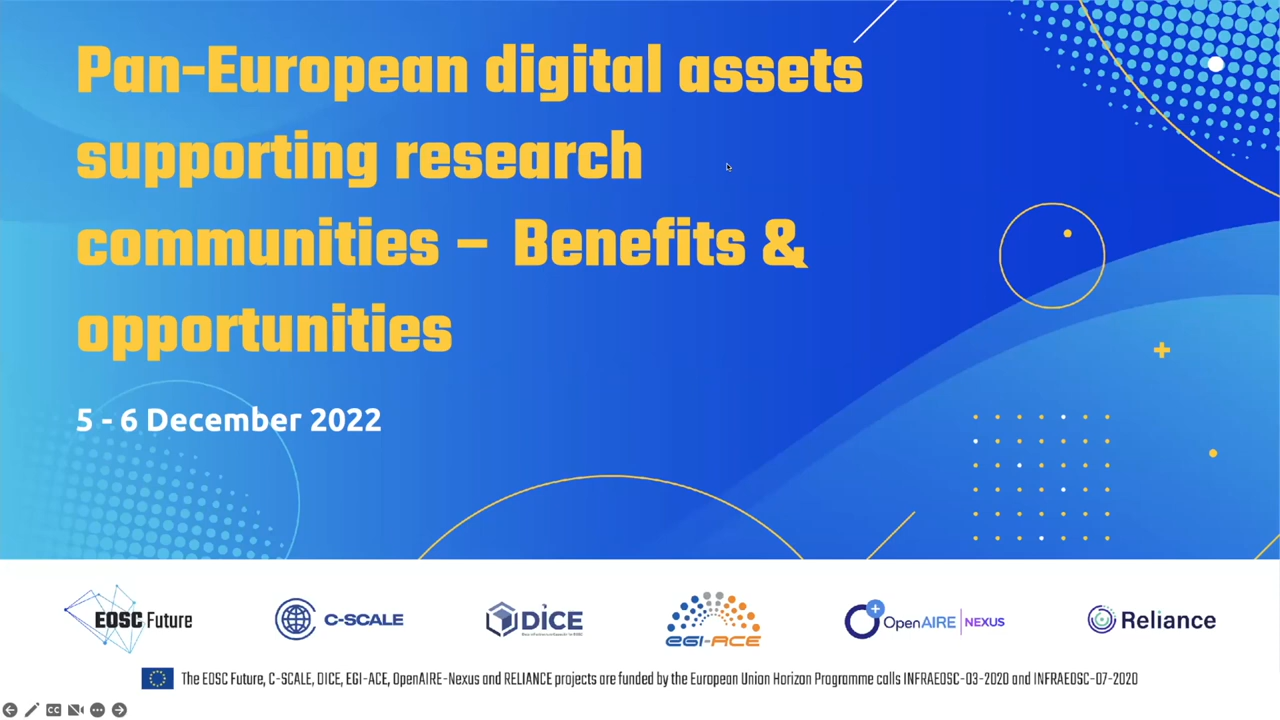 Pan-European digital assets
supporting research
communities – Benefits &
opportunities
5 - 6 December 2022
EOSC Future
C-SCALE
DICE
EGI-ACE
OpenAIRE NEXUS
Reliance
The EOSC Future, C-SCALE, DICE, EGI-ACE, OpenAIRE-Nexus and RELIANCE projects are funded by the European Union Horizon Programme calls INFRAEOSC-03-2020 and INFRAEOSC-07-2020
CC